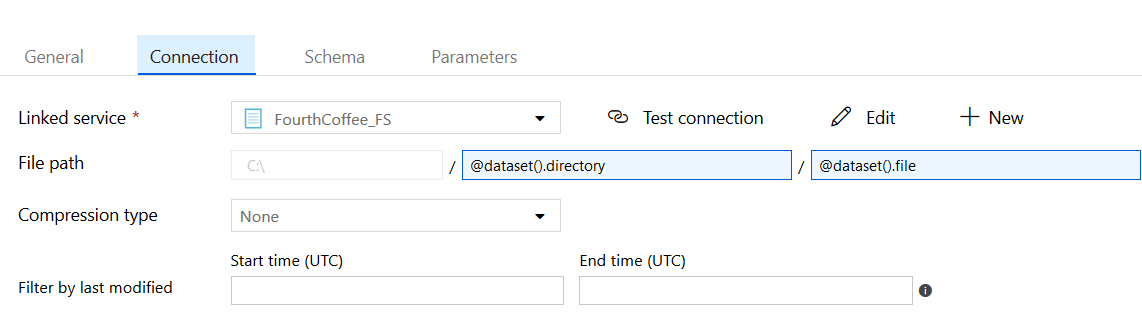 General Connection Schema Parameters
Linked service * FourthCoffee_FS Test connection Edit New
File path C:\ / @dataset().directory / @dataset().file
Compression type None
Start time (UTC) End time (UTC)
Filter by last modified